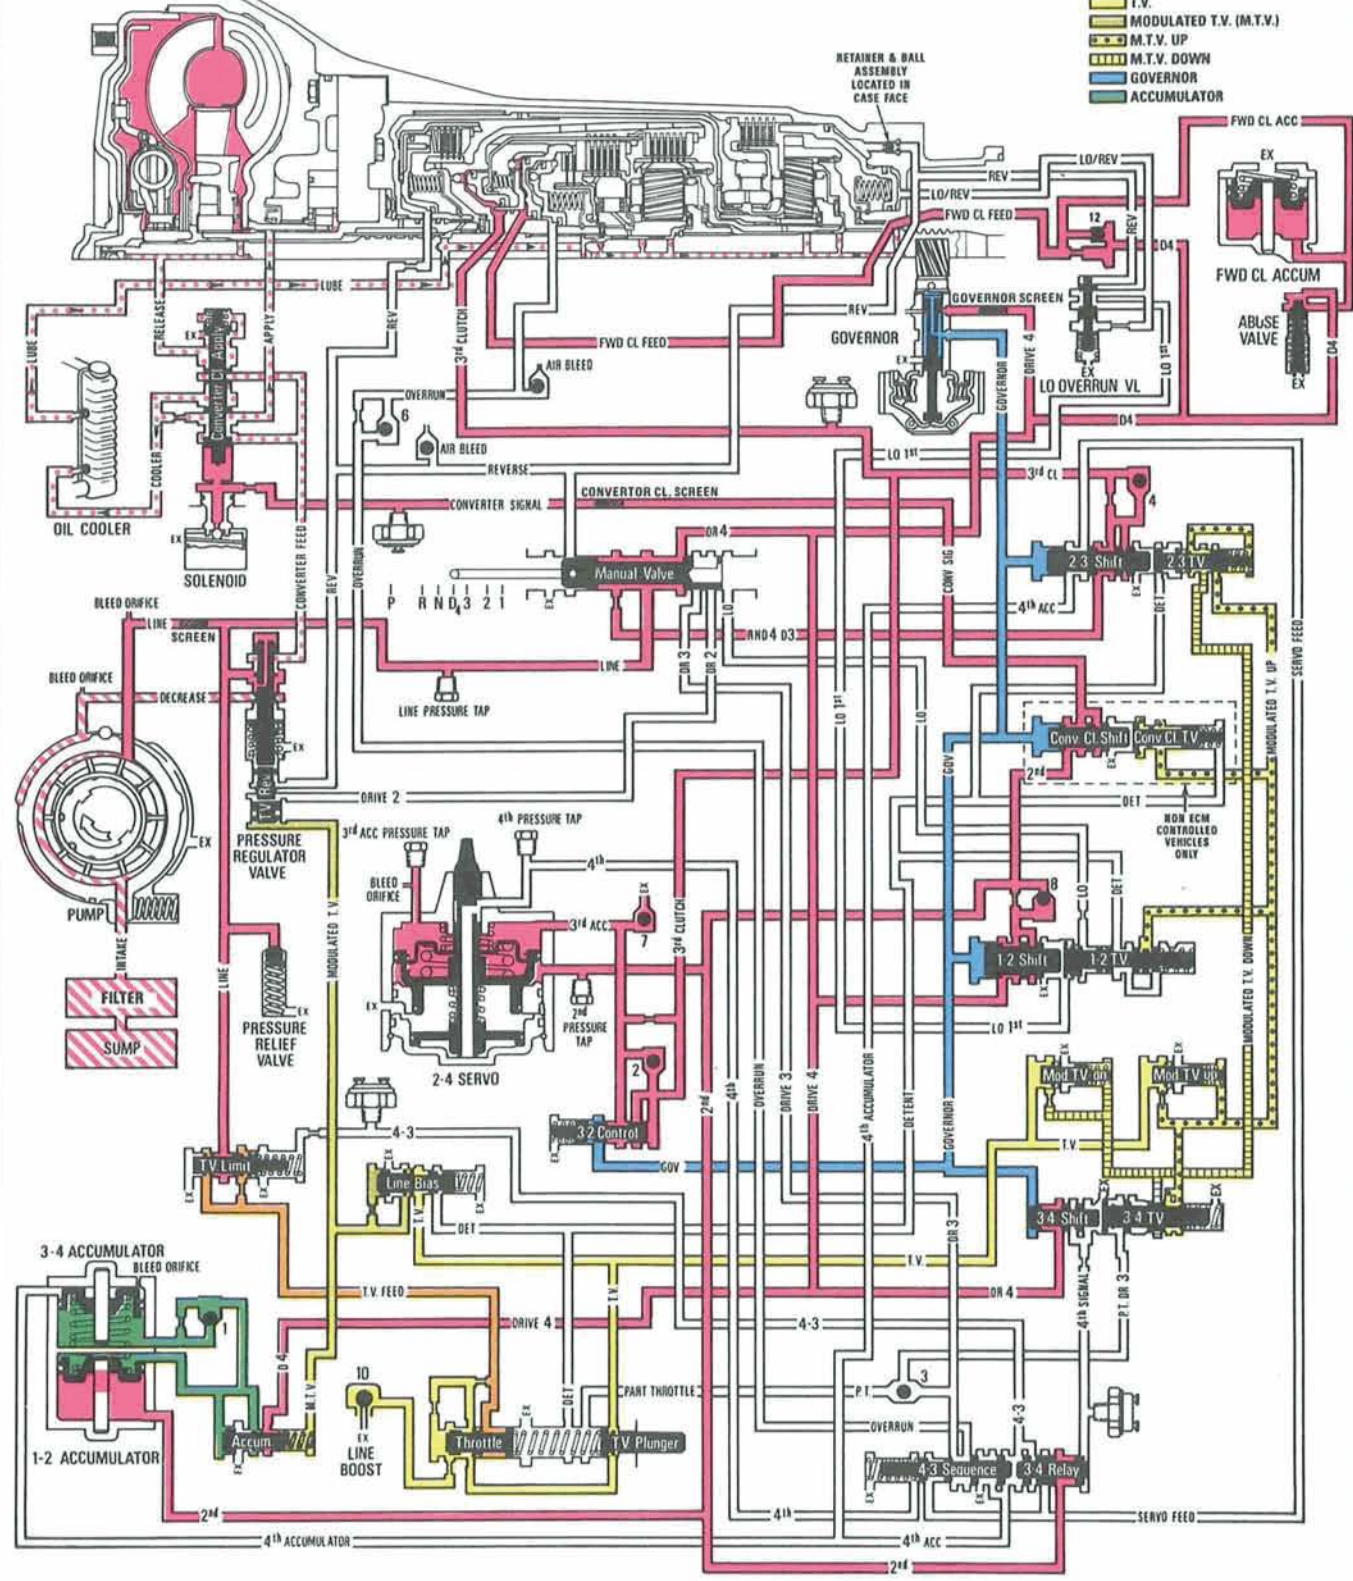 T.V.
MODULATED T.V. (M.T.V.)
M.T.V. UP
M.T.V. DOWN
GOVERNOR
ACCUMULATOR
RETAINER & BALL
ASSEMBLY
LOCATED IN
CASE FACE
FWD CL ACC
EX
LO/REV
REV
LO/REV
FWD CL FEED
12
REV
D4
FWD CL ACCUM
ABUSE
VALVE
EX
D4
LUBE
RELEASE
APPLY
LUBE
EX
Converter Cl. Apply
COOLER
OIL COOLER
EX
SOLENOID
CONVERTER FEED
REV
3rd CLUTCH
REV
FWD CL FEED
GOVERNOR SCREEN
GOVERNOR
EX
GOVERNOR
DRIVE 4
EX
LO OVERRUN VL
LO 1st
D4
AIR BLEED
OVERRUN
6
AIR BLEED
REVERSE
LO 1st
3rd CL
4
CONVERTER SIGNAL
CONVERTOR CL. SCREEN
DR 4
OVERRUN
REV
Manual Valve
P R N D4 3 2 1
EX
LO
CONV SIG
2-3 Shift
2-3 TV
EX
4th ACC
DET
RND4 D3
DR 3
DR 2
LINE
LINE PRESSURE TAP
BLEED ORIFICE
LINE
SCREEN
BLEED ORIFICE
DECREASE
EX
Rev
TV
PRESSURE
REGULATOR
VALVE
EX
PUMP
INTAKE
FILTER
SUMP
LINE
EX
PRESSURE
RELIEF
VALVE
DRIVE 2
LO 1st
LO
GOV
Conv Cl. Shift
Conv Cl. TV
EX
2nd
DET
NON ECM
CONTROLLED
VEHICLES
ONLY
MODULATED T.V. UP
SERVO FEED
3rd ACC PRESSURE TAP
4th PRESSURE TAP
BLEED
ORIFICE
4th
EX
3rd ACC
7
3rd CLUTCH
EX
2nd
PRESSURE
TAP
2-4 SERVO
MODULATED T.V.
8
LO
DET
1-2 Shift
1-2 TV
EX
LO 1st
MODULATED T.V. DOWN
2
3-2 Control
EX
GOV
2nd
4th
OVERRUN
DRIVE 3
DRIVE 4
4th ACCUMULATOR
DETENT
GOVERNOR
EX
Mod TV dn
EX
Mod TV up
T.V.
4-3
TV Limit
EX
EX
EX
Line Bias
EX
T.V.
DET
EX
EX
3-4 Shift
3-4 TV
DR 3
T.V.
3-4 ACCUMULATOR
BLEED ORIFICE
T.V. FEED
T.V.
DR 4
4th SIGNAL
P.T. DR 3
1
DRIVE 4
4-3
D4
M.T.V.
10
EX
LINE
BOOST
DET
PART THROTTLE
P.T.
3
4-3
EX
Throttle
TV Plunger
OVERRUN
Accum
EX
1-2 ACCUMULATOR
4-3 Sequence
3-4 Relay
EX
EX
2nd
4th
SERVO FEED
4th ACCUMULATOR
4th ACC
2nd